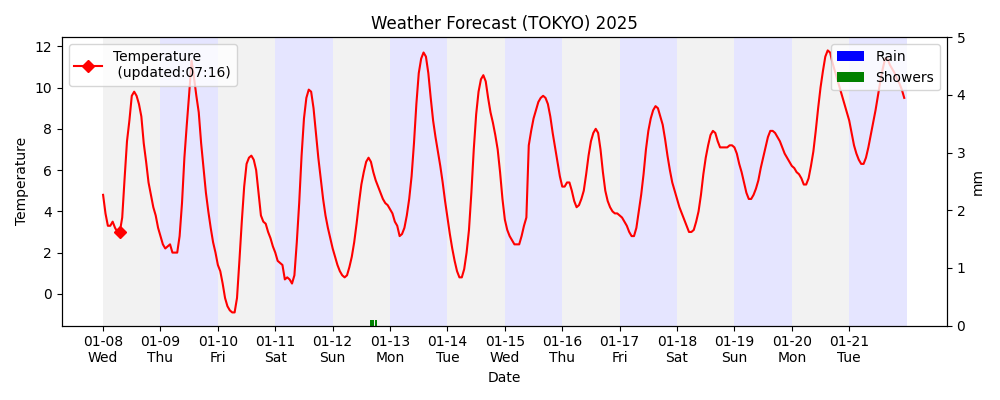 Weather Forecast (TOKYO) 2025
Temperature
(updated:07:16)
Rain
Showers
Temperature
12
10
8
6
4
2
0
5
4
3
2
1
0
mm
01-08 01-09 01-10 01-11 01-12 01-13 01-14 01-15 01-16 01-17 01-18 01-19 01-20 01-21
Wed Thu Fri Sat Sun Mon Tue Wed Thu Fri Sat Sun Mon Tue
Date